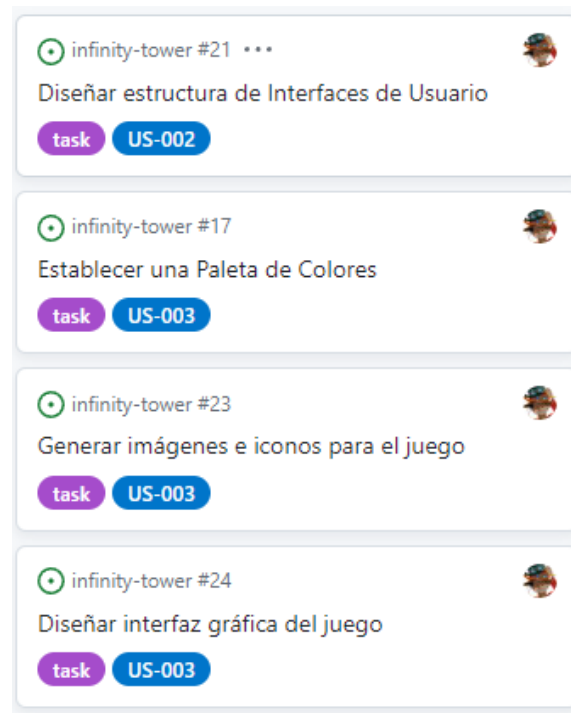 infinity-tower #21 •••
Diseñar estructura de Interfaces de Usuario
task US-002
infinity-tower #17
Establecer una Paleta de Colores
task US-003
infinity-tower #23
Generar imágenes e iconos para el juego
task US-003
infinity-tower #24
Diseñar interfaz gráfica del juego
task US-003